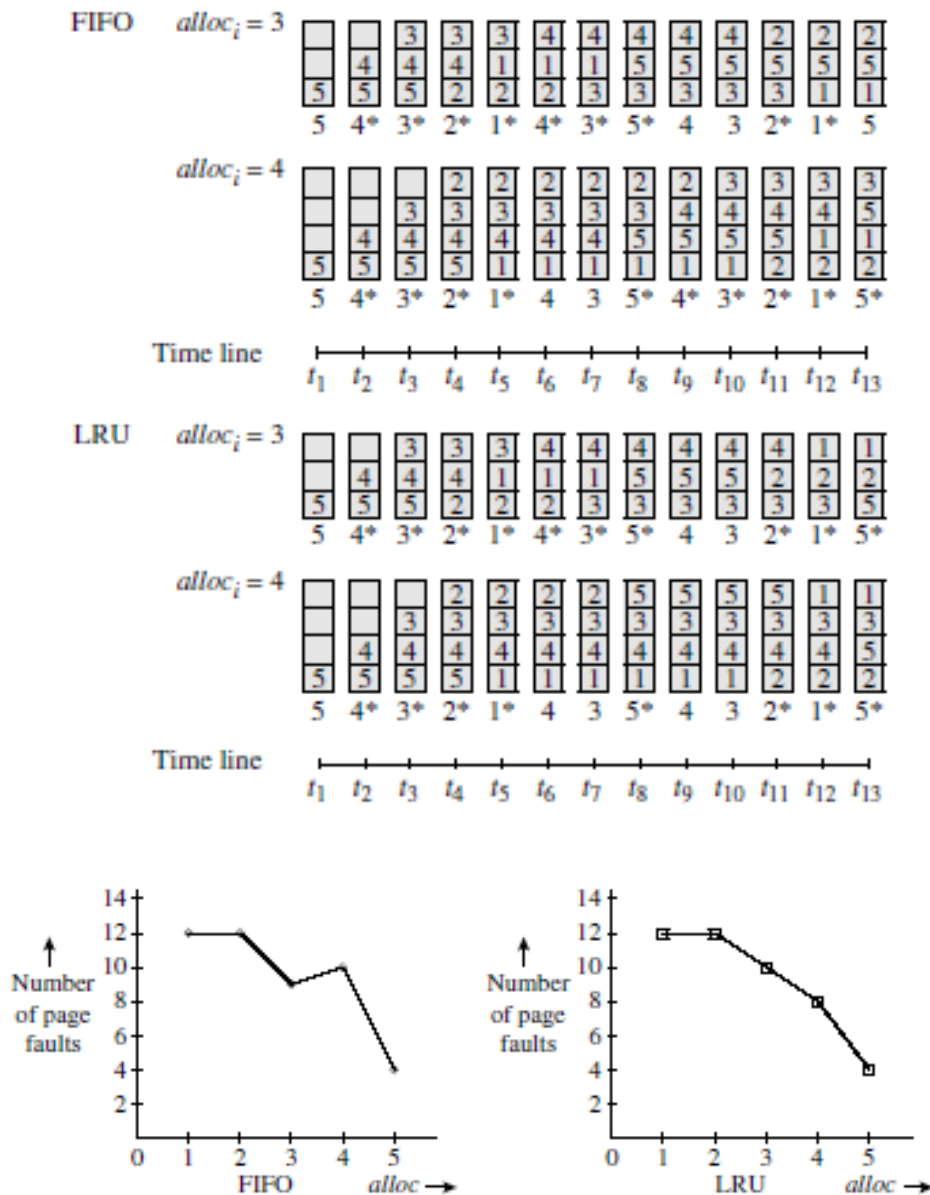 FIFO alloc_i = 3
3 3 3 4 4 4 4 4 2 2 2
4 4 4 1 1 1 5 5 5 5 5 5
5 5 5 2 2 2 3 3 3 3 3 1 1
5 4* 3* 2* 1* 4* 3* 5* 4 3 2* 1* 5
alloc_i = 4
2 2 2 2 2 2 3 3 3 3
3 3 3 3 3 3 4 4 4 4 5
4 4 4 4 4 4 5 5 5 5 1 1
5 5 5 5 1 1 1 1 1 1 2 2 2
5 4* 3* 2* 1* 4 3 5* 4* 3* 2* 1* 5*
Time line
t1 t2 t3 t4 t5 t6 t7 t8 t9 t10 t11 t12 t13
LRU alloc_i = 3
3 3 3 4 4 4 4 4 4 1 1
4 4 4 1 1 1 5 5 5 2 2 2
5 5 5 2 2 2 3 3 3 3 3 3 5
5 4* 3* 2* 1* 4* 3* 5* 4 3 2* 1* 5*
alloc_i = 4
2 2 2 2 5 5 5 5 1 1
3 3 3 3 3 3 3 3 3 3 3
4 4 4 4 4 4 4 4 4 4 4 5
5 5 5 5 1 1 1 1 1 1 2 2 2
5 4* 3* 2* 1* 4 3 5* 4 3 2* 1* 5*
Time line
t1 t2 t3 t4 t5 t6 t7 t8 t9 t10 t11 t12 t13
14
12
10
8
6
4
2
Number
of page
faults
0 1 2 3 4 5
FIFO alloc
14
12
10
8
6
4
2
Number
of page
faults
0 1 2 3 4 5
LRU alloc